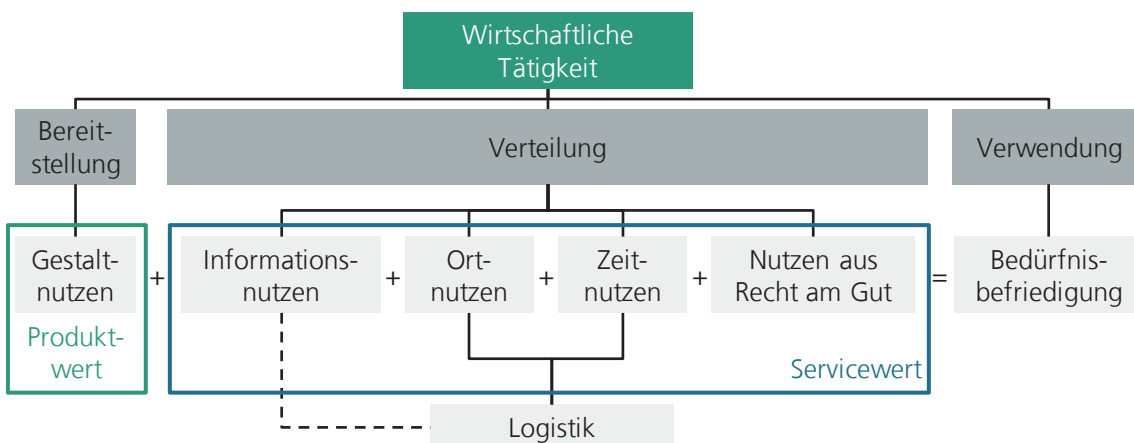 Wirtschaftliche
Tätigkeit
Bereit-
stellung
Verteilung
Verwendung
Gestalt-
nutzen
+
Informations-
nutzen
+
Ort-
nutzen
+
Zeit-
nutzen
+
Nutzen aus
Recht am Gut
=
Bedürfnis-
befriedigung
Produkt-
wert
Servicewert
Logistik